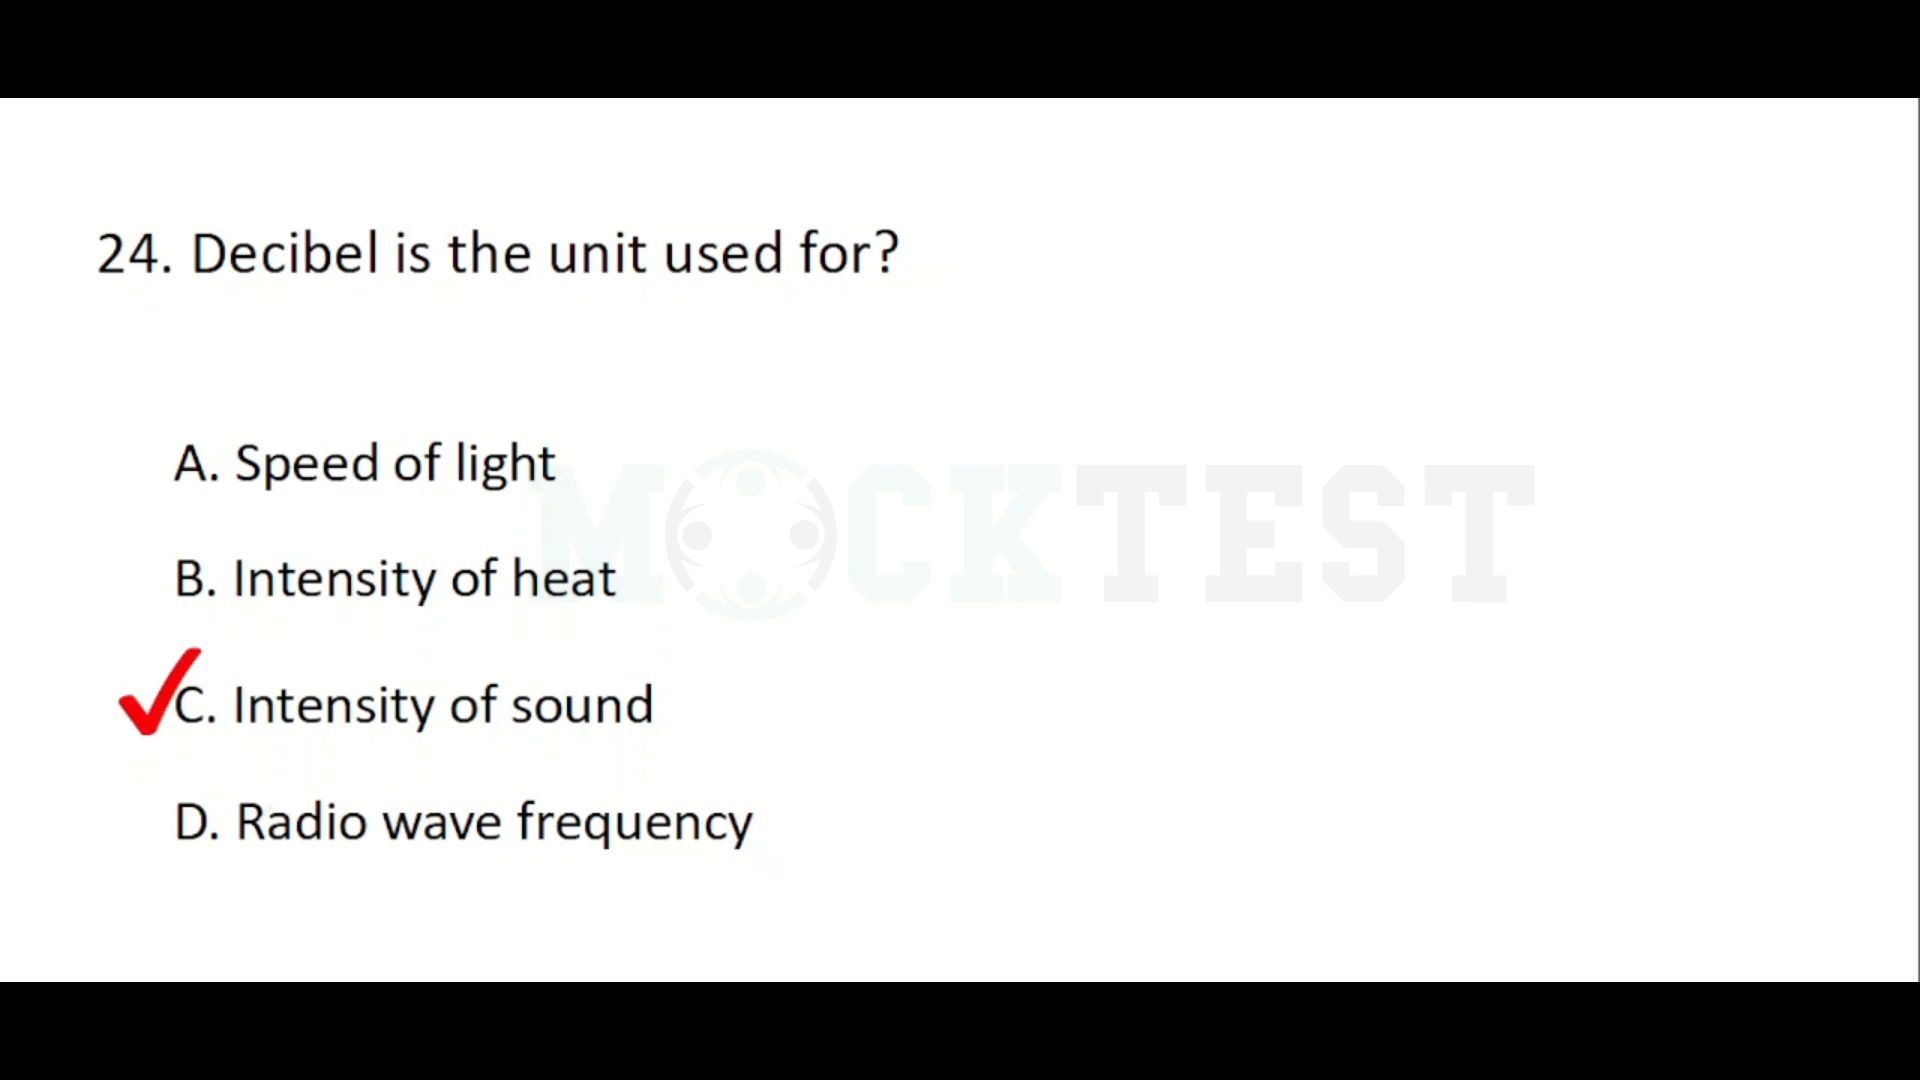 24. Decibel is the unit used for?
A. Speed of light
MOCKTEST
B. Intensity of heat
C. Intensity of sound
D. Radio wave frequency